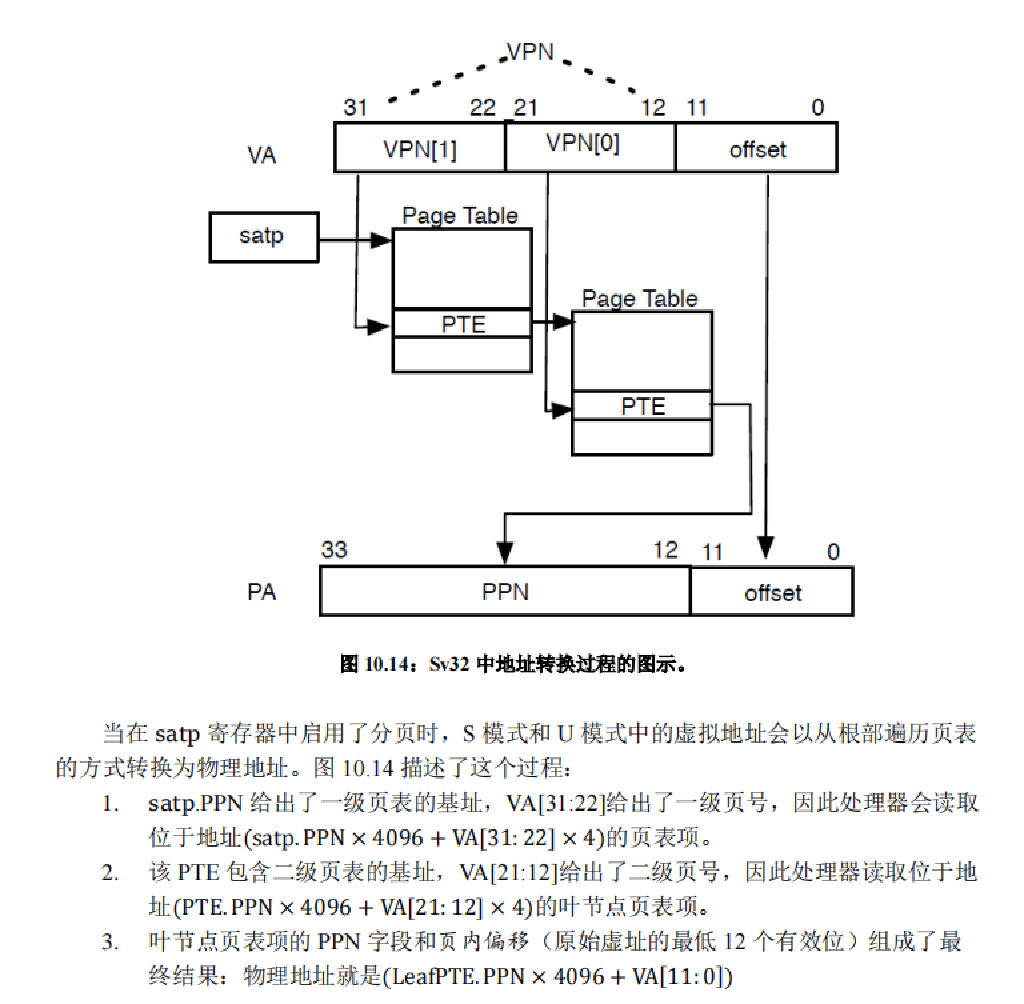 VPN
31 22 21 12 11 0
VA VPN[1] VPN[0] offset
Page Table
satp
Page Table
PTE
PTE
33 12 11 0
PA PPN offset
图 10.14：Sv32 中地址转换过程的图示。
当在 satp 寄存器中启用了分页时，S 模式和 U 模式中的虚拟地址会以从根部遍历页表
的方式转换为物理地址。图 10.14 描述了这个过程：
1. satp.PPN 给出了一级页表的基址，VA[31:22]给出了一级页号，因此处理器会读取
位于地址(satp. PPN × 4096 + VA[31: 22] × 4)的页表项。
2. 该 PTE 包含二级页表的基址，VA[21:12]给出了二级页号，因此处理器读取位于地
址(PTE. PPN × 4096 + VA[21: 12] × 4)的叶节点页表项。
3. 叶节点页表项的 PPN 字段和页内偏移（原始虚址的最低 12 个有效位）组成了最
终结果：物理地址就是(LeafPTE. PPN × 4096 + VA[11: 0])